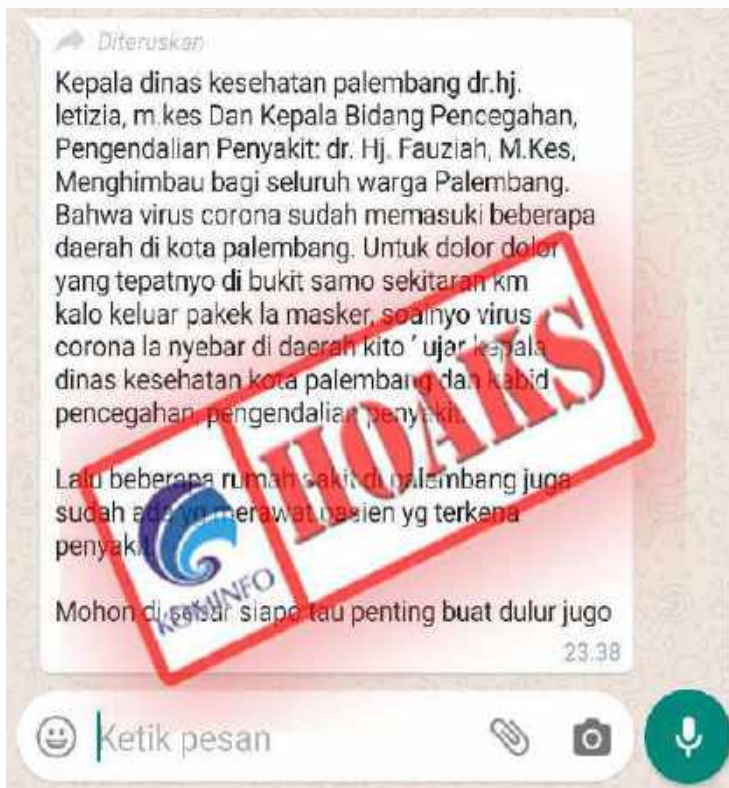 Diteruskan
Kepala dinas kesehatan palembang dr.hj.
letizia, m.kes Dan Kepala Bidang Pencegahan,
Pengendalian Penyakit: dr. Hj. Fauziah, M.Kes,
Menghimbau bagi seluruh warga Palembang.
Bahwa virus corona sudah memasuki beberapa
daerah di kota palembang. Untuk dolor dolor
yang tepatnyo di bukit samo sekitaran km
kalo keluar pakek la masker, soalnyo virus
corona la nyebar di daerah kito ' ujar kepala
dinas kesehatan kota palembang dan kabid
pencegahan, pengendalian penyakit.
Lalu beberapa rumah sakit di palembang juga
sudah ada yg merawat pasien yg terkena
penyakit
Mohon di sebar siapo tau penting buat dulur jugo
23.38
HOAKS
KOMINFO
Ketik pesan